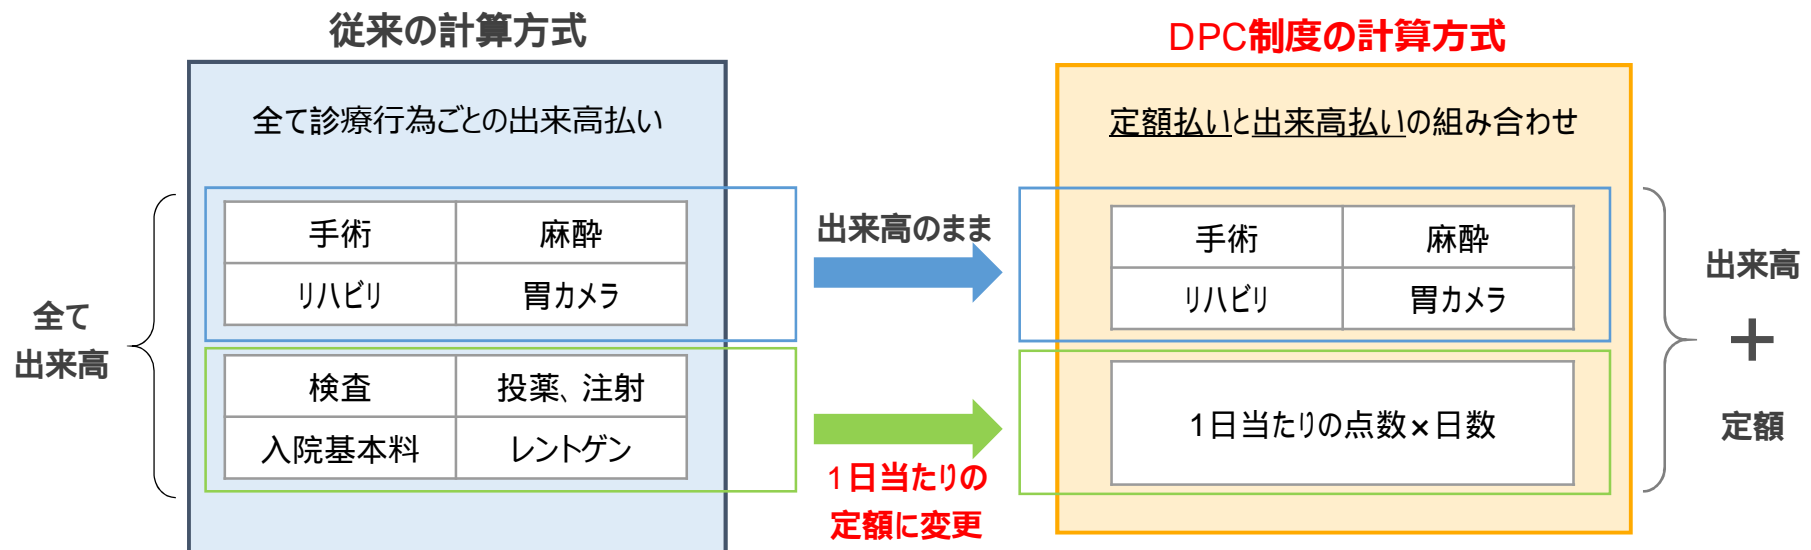 従来の計算方式
DPC制度の計算方式
全て診療行為ごとの出来高払い
定額払いと出来高払いの組み合わせ
全て
出来高
手術
麻酔
リハビリ
胃カメラ
検査
投薬、注射
入院基本料
レントゲン
出来高のまま
1日当たりの
定額に変更
手術
麻酔
リハビリ
胃カメラ
1日当たりの点数×日数
出来高
＋
定額